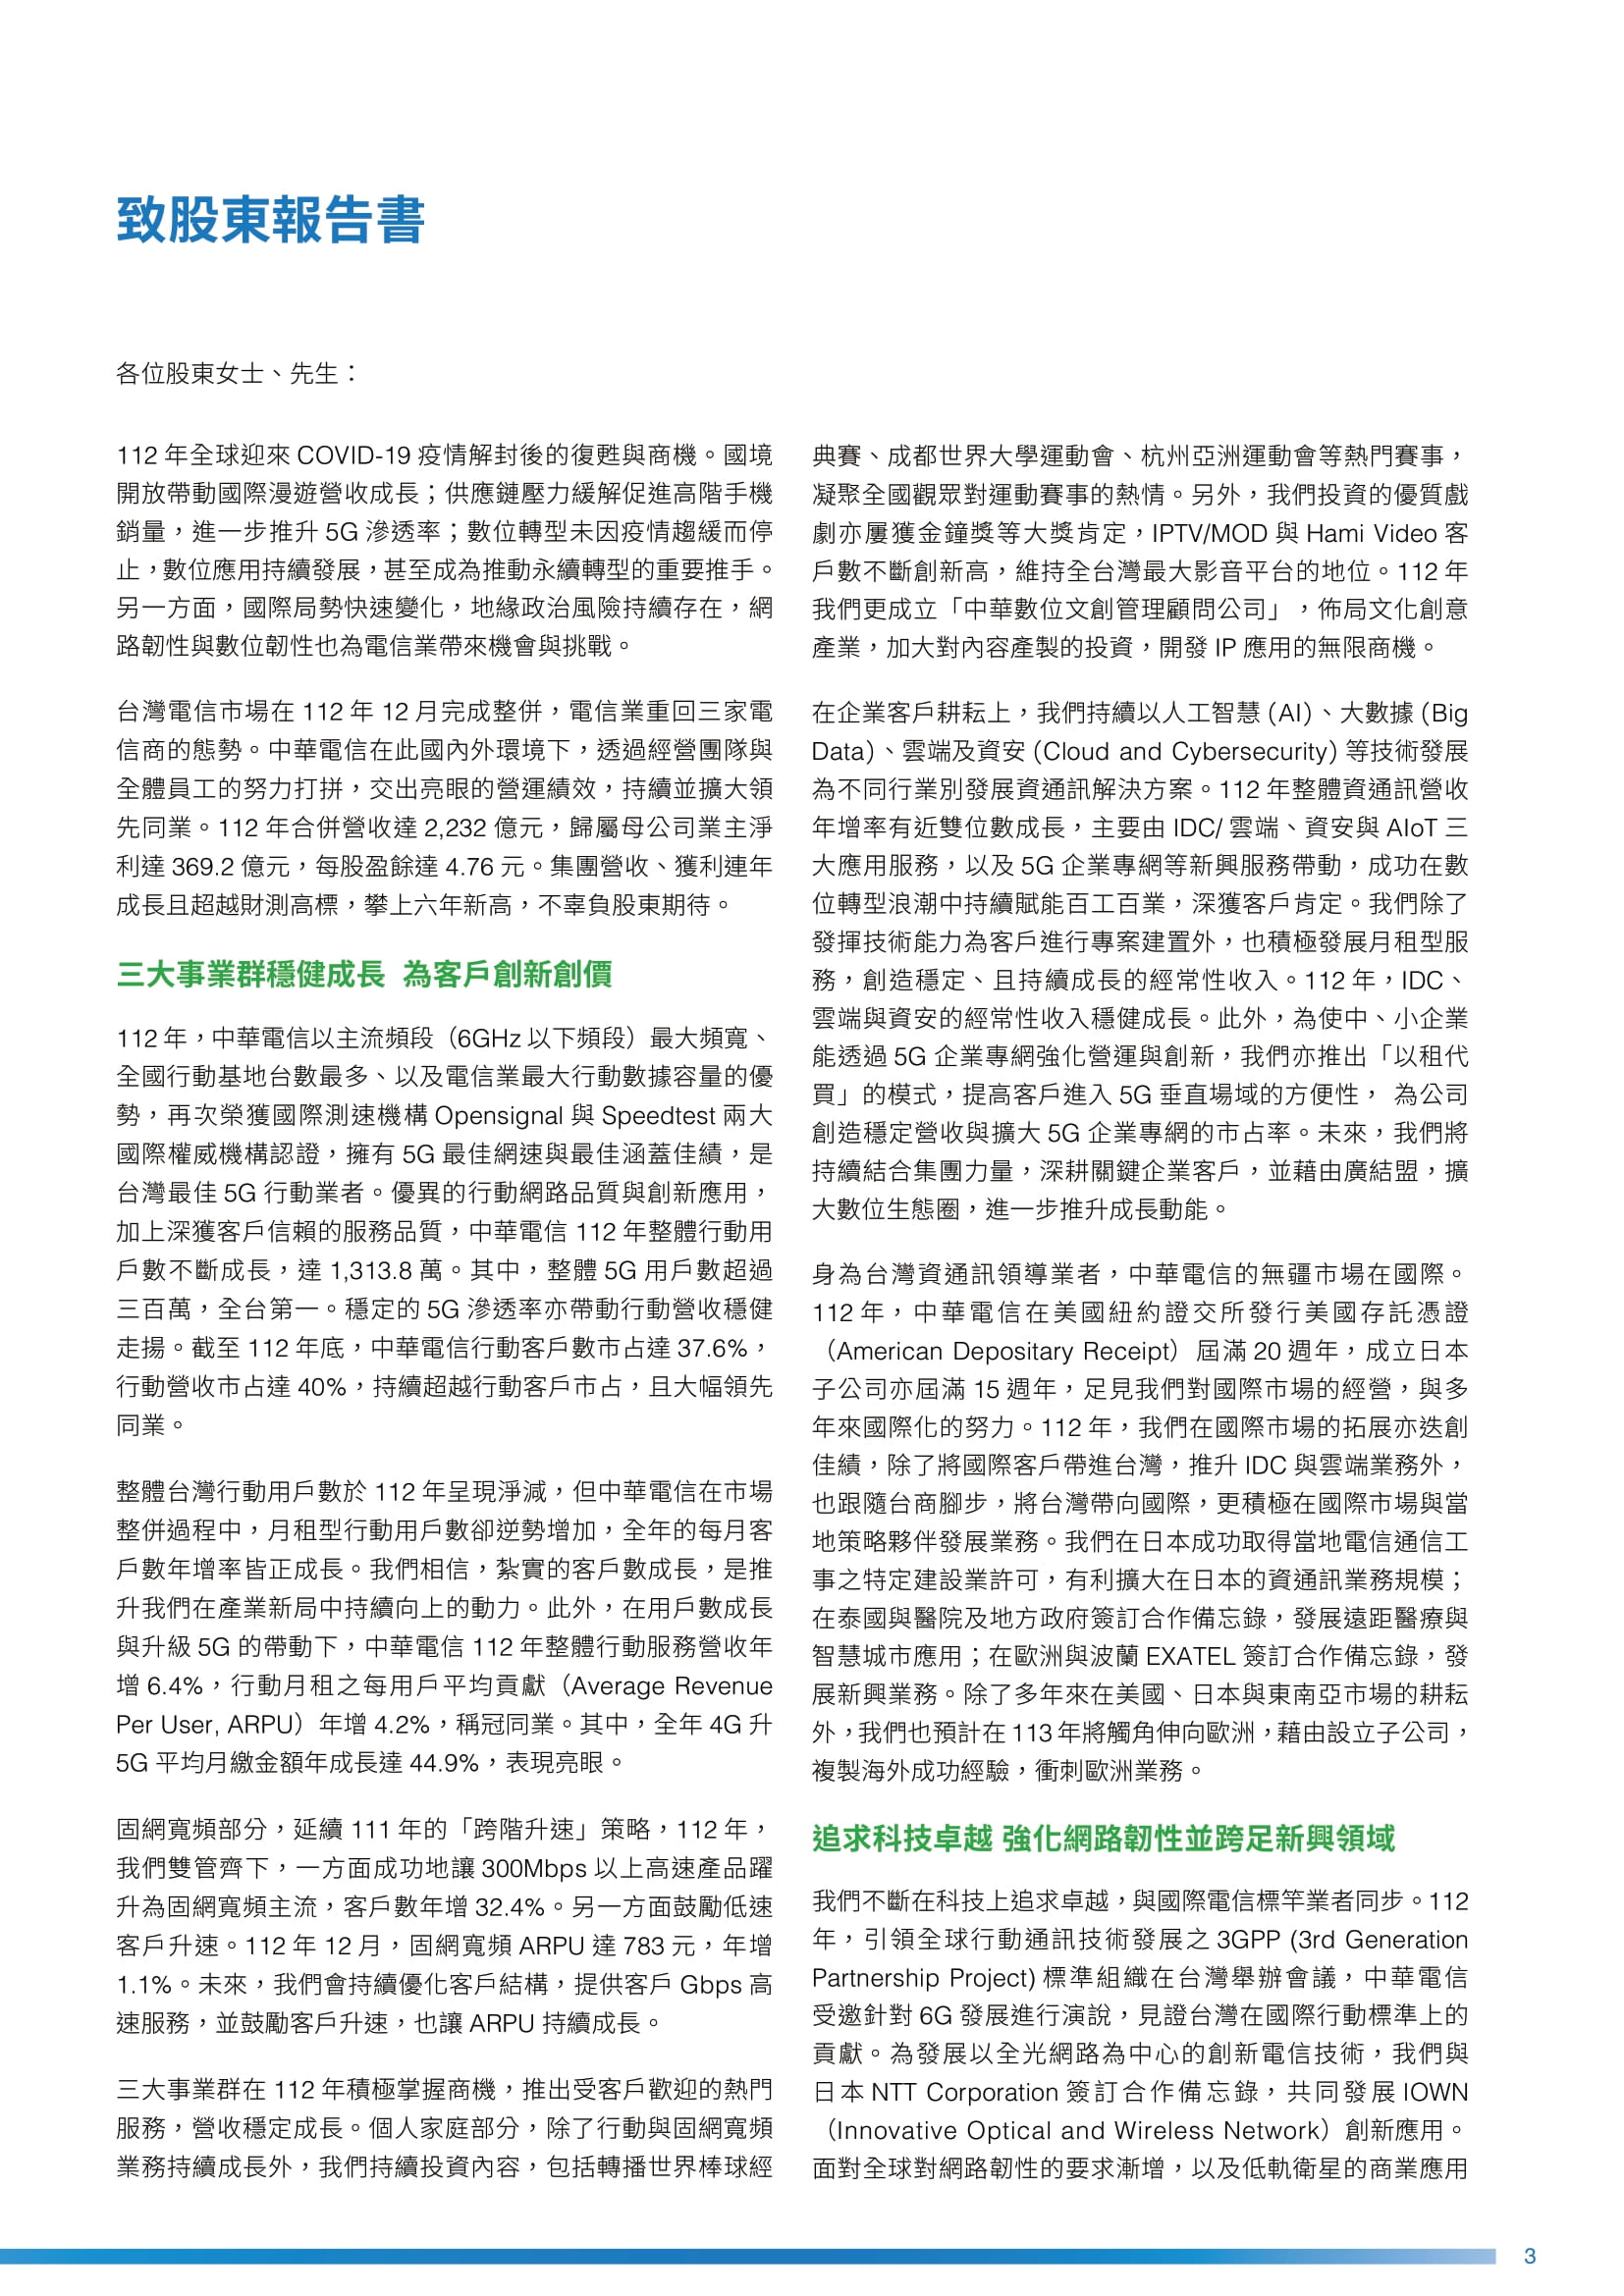 致股東報告書
各位股東女士、先生：
112 年全球迎來 COVID-19 疫情解封後的復甦與商機。國境
開放帶動國際漫遊營收成長；供應鏈壓力緩解促進高階手機
銷量，進一步推升 5G 滲透率；數位轉型未因疫情趨緩而停
止，數位應用持續發展，甚至成為推動永續轉型的重要推手。
另一方面，國際局勢快速變化，地緣政治風險持續存在，網
路韌性與數位韌性也為電信業帶來機會與挑戰。
台灣電信市場在 112 年 12 月完成整併，電信業重回三家電
信商的態勢。中華電信在此國內外環境下，透過經營團隊與
全體員工的努力打拼，交出亮眼的營運績效，持續並擴大領
先同業。112 年合併營收達 2,232 億元，歸屬母公司業主淨
利達 369.2 億元，每股盈餘達 4.76 元。集團營收、獲利連年
成長且超越財測高標，攀上六年新高，不辜負股東期待。
三大事業群穩健成長 為客戶創新創價
112 年，中華電信以主流頻段（6GHz 以下頻段）最大頻寬、
全國行動基地台數最多、以及電信業最大行動數據容量的優
勢，再次榮獲國際測速機構 Opensignal 與 Speedtest 兩大
國際權威機構認證，擁有 5G 最佳網速與最佳涵蓋佳績，是
台灣最佳 5G 行動業者。優異的行動網路品質與創新應用，
加上深獲客戶信賴的服務品質，中華電信 112 年整體行動用
戶數不斷成長，達 1,313.8 萬。其中，整體 5G 用戶數超過
三百萬，全台第一。穩定的 5G 滲透率亦帶動行動營收穩健
走揚。截至 112 年底，中華電信行動客戶數市占達 37.6%，
行動營收市占達 40%，持續超越行動客戶市占，且大幅領先
同業。
整體台灣行動用戶數於 112 年呈現淨減，但中華電信在市場
整併過程中，月租型行動用戶數卻逆勢增加，全年的每月客
戶數年增率皆正成長。我們相信，紮實的客戶數成長，是推
升我們在產業新局中持續向上的動力。此外，在用戶數成長
與升級 5G 的帶動下，中華電信 112 年整體行動服務營收年
增 6.4%，行動月租之每用戶平均貢獻（Average Revenue
Per User, ARPU）年增 4.2%，稱冠同業。其中，全年 4G 升
5G 平均月繳金額年成長達 44.9%，表現亮眼。
固網寬頻部分，延續 111 年的「跨階升速」策略，112 年，
我們雙管齊下，一方面成功地讓 300Mbps 以上高速產品躍
升為固網寬頻主流，客戶數年增 32.4%。另一方面鼓勵低速
客戶升速。112 年 12 月，固網寬頻 ARPU 達 783 元，年增
1.1%。未來，我們會持續優化客戶結構，提供客戶 Gbps 高
速服務，並鼓勵客戶升速，也讓 ARPU 持續成長。
三大事業群在 112 年積極掌握商機，推出受客戶歡迎的熱門
服務，營收穩定成長。個人家庭部分，除了行動與固網寬頻
業務持續成長外，我們持續投資內容，包括轉播世界棒球經
典賽、成都世界大學運動會、杭州亞洲運動會等熱門賽事，
凝聚全國觀眾對運動賽事的熱情。另外，我們投資的優質戲
劇亦屢獲金鐘獎等大獎肯定，IPTV/MOD 與 Hami Video 客
戶數不斷創新高，維持全台灣最大影音平台的地位。112 年
我們更成立「中華數位文創管理顧問公司」，佈局文化創意
產業，加大對內容產製的投資，開發 IP 應用的無限商機。
在企業客戶耕耘上，我們持續以人工智慧 (AI)、大數據 (Big
Data)、雲端及資安 (Cloud and Cybersecurity) 等技術發展
為不同行業別發展資通訊解決方案。112 年整體資通訊營收
年增率有近雙位數成長，主要由 IDC/ 雲端、資安與 AIoT 三
大應用服務，以及 5G 企業專網等新興服務帶動，成功在數
位轉型浪潮中持續賦能百工百業，深獲客戶肯定。我們除了
發揮技術能力為客戶進行專案建置外，也積極發展月租型服
務，創造穩定、且持續成長的經常性收入。112 年，IDC、
雲端與資安的經常性收入穩健成長。此外，為使中、小企業
能透過 5G 企業專網強化營運與創新，我們亦推出「以租代
買」的模式，提高客戶進入 5G 垂直場域的方便性， 為公司
創造穩定營收與擴大 5G 企業專網的市占率。未來，我們將
持續結合集團力量，深耕關鍵企業客戶，並藉由廣結盟，擴
大數位生態圈，進一步推升成長動能。
身為台灣資通訊領導業者，中華電信的無疆市場在國際。
112 年，中華電信在美國紐約證交所發行美國存託憑證
（American Depositary Receipt）屆滿 20 週年，成立日本
子公司亦屆滿 15 週年，足見我們對國際市場的經營，與多
年來國際化的努力。112 年，我們在國際市場的拓展亦迭創
佳績，除了將國際客戶帶進台灣，推升 IDC 與雲端業務外，
也跟隨台商腳步，將台灣帶向國際，更積極在國際市場與當
地策略夥伴發展業務。我們在日本成功取得當地電信通信工
事之特定建設業許可，有利擴大在日本的資通訊業務規模；
在泰國與醫院及地方政府簽訂合作備忘錄，發展遠距醫療與
智慧城市應用；在歐洲與波蘭 EXATEL 簽訂合作備忘錄，發
展新興業務。除了多年來在美國、日本與東南亞市場的耕耘
外，我們也預計在 113 年將觸角伸向歐洲，藉由設立子公司，
複製海外成功經驗，衝刺歐洲業務。
追求科技卓越 強化網路韌性並跨足新興領域
我們不斷在科技上追求卓越，與國際電信標竿業者同步。112
年，引領全球行動通訊技術發展之 3GPP (3rd Generation
Partnership Project) 標準組織在台灣舉辦會議，中華電信
受邀針對 6G 發展進行演說，見證台灣在國際行動標準上的
貢獻。為發展以全光網路為中心的創新電信技術，我們與
日本 NTT Corporation 簽訂合作備忘錄，共同發展 IOWN
（Innovative Optical and Wireless Network）創新應用。
面對全球對網路韌性的要求漸增，以及低軌衛星的商業應用
3